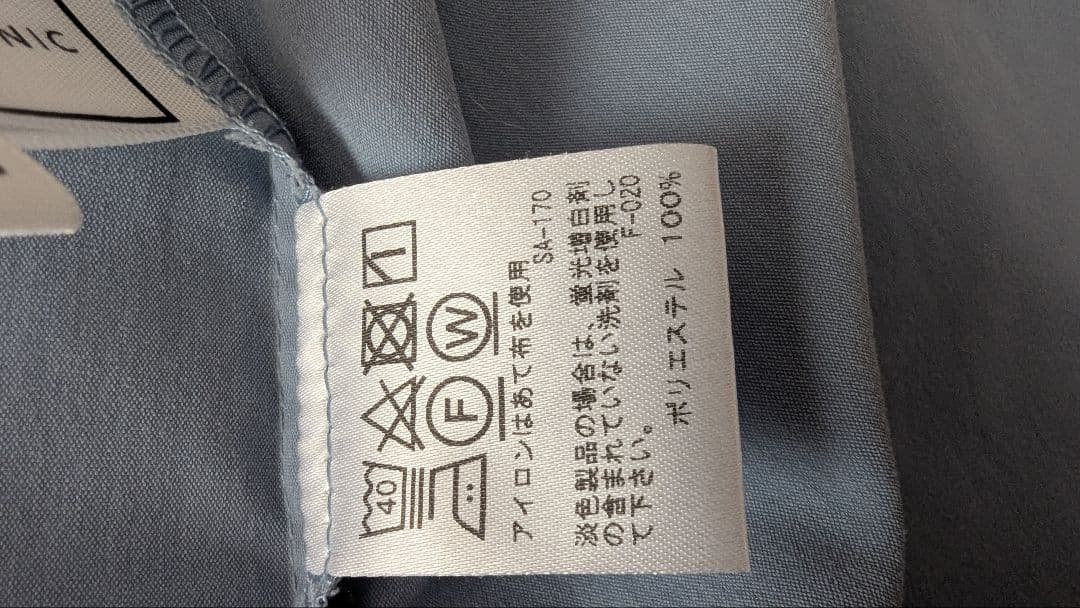 NIC
40
F
W
アイロンはあて布を使用
SA-170
淡色製品の場合は、蛍光増白剤
の含まれていない洗剤を使用し
て下さい。
F-020
ポリエステル 100%